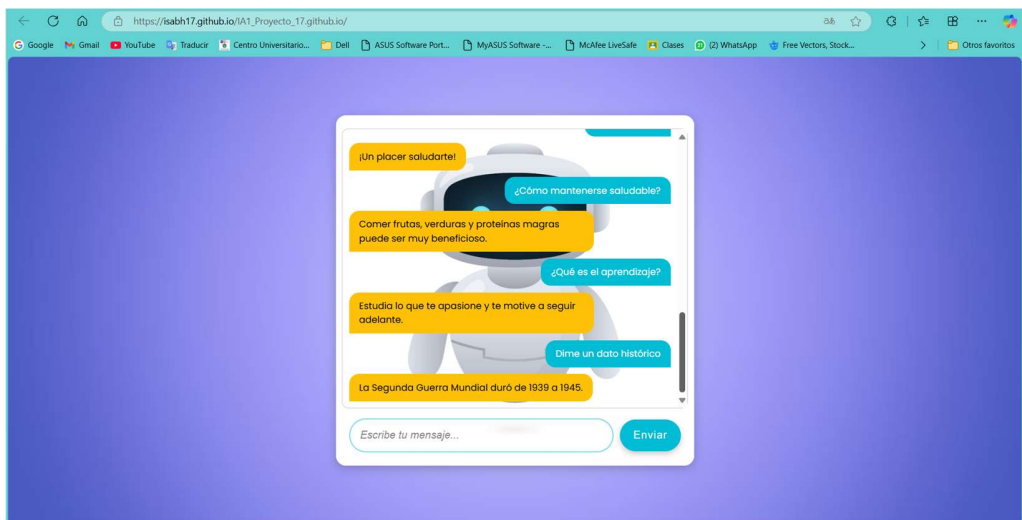 https://isabh17.github.io/IA1_Proyecto_17.github.io/
Google Gmail YouTube Traducir Centro Universitario... Dell ASUS Software Port... MyASUS Software -... McAfee LiveSafe Clases (2) WhatsApp Free Vectors, Stock... Otros favoritos
¡Un placer saludarte!
¿Cómo mantenerse saludable?
Comer frutas, verduras y proteínas magras
puede ser muy beneficioso.
¿Qué es el aprendizaje?
Estudia lo que te apasione y te motive a seguir
adelante.
Dime un dato histórico
La Segunda Guerra Mundial duró de 1939 a 1945.
Escribe tu mensaje...
Enviar